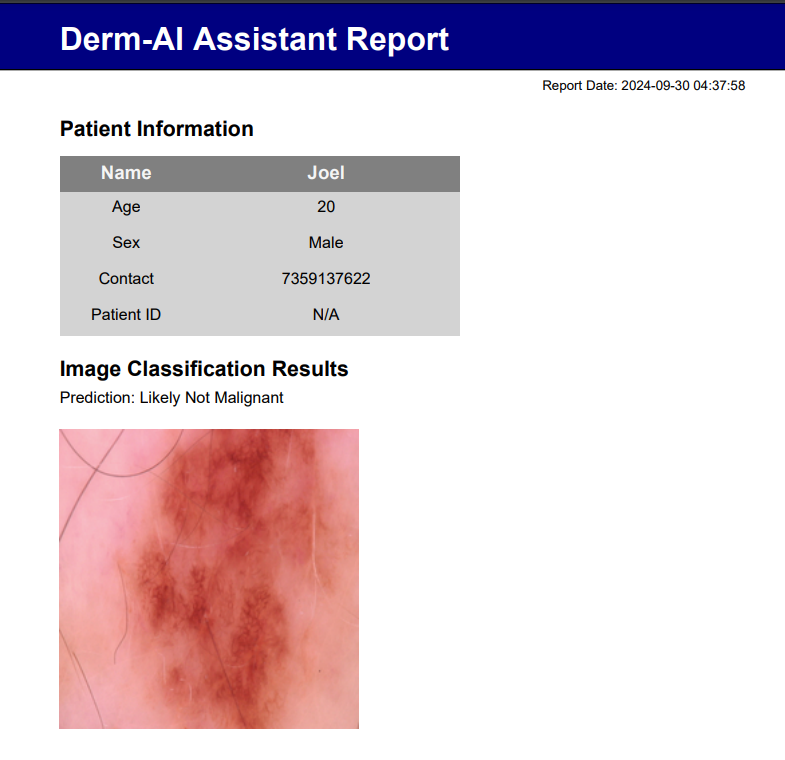 Derm-AI Assistant Report
Report Date: 2024-09-30 04:37:58
Patient Information
Name Joel
Age 20
Sex Male
Contact 7359137622
Patient ID N/A
Image Classification Results
Prediction: Likely Not Malignant